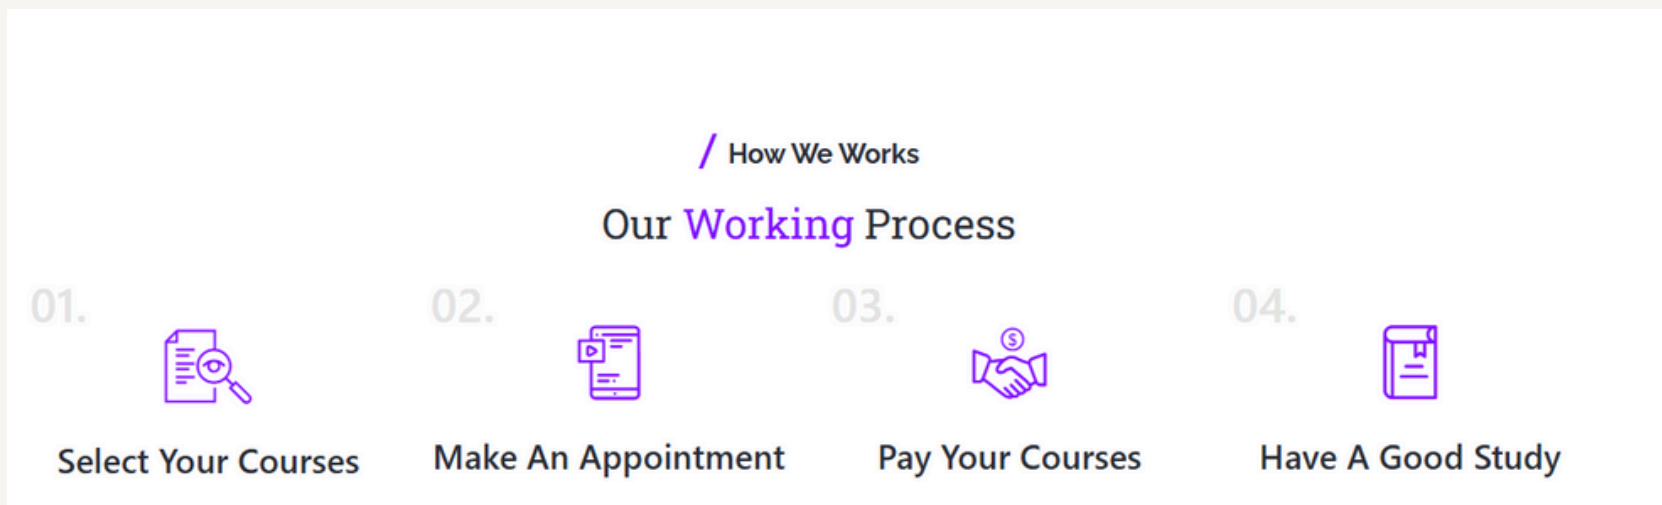 / How We Works
Our Working Process
01.
02.
03.
04.
$
Select Your Courses
Make An Appointment
Pay Your Courses
Have A Good Study